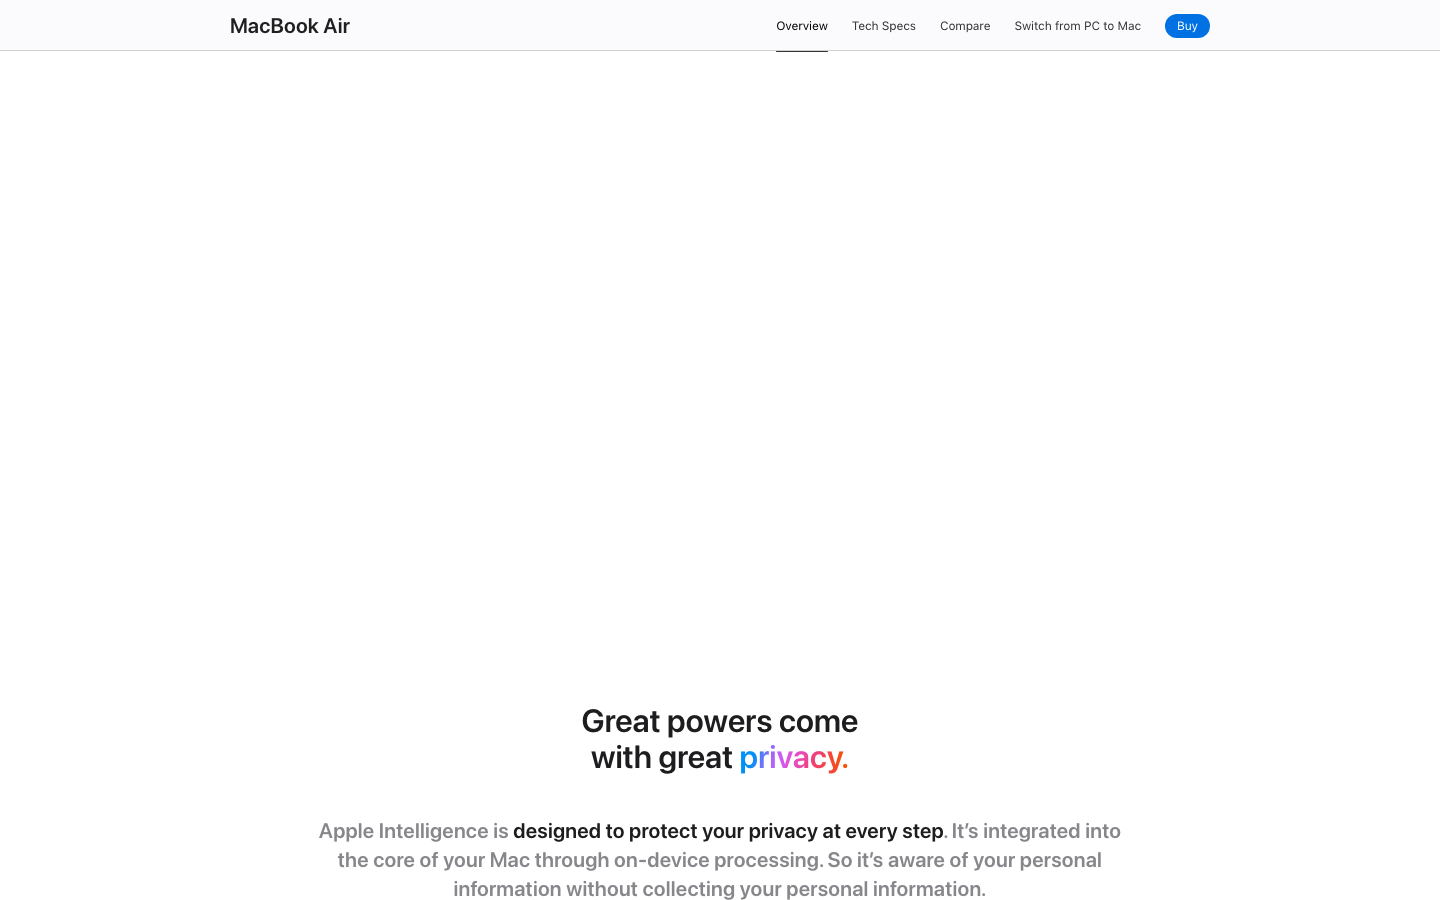 MacBook Air
Overview
Tech Specs
Compare
Switch from PC to Mac
Buy
Great powers come
with great privacy.
Apple Intelligence is designed to protect your privacy at every step. It’s integrated into
the core of your Mac through on-device processing. So it’s aware of your personal
information without collecting your personal information.